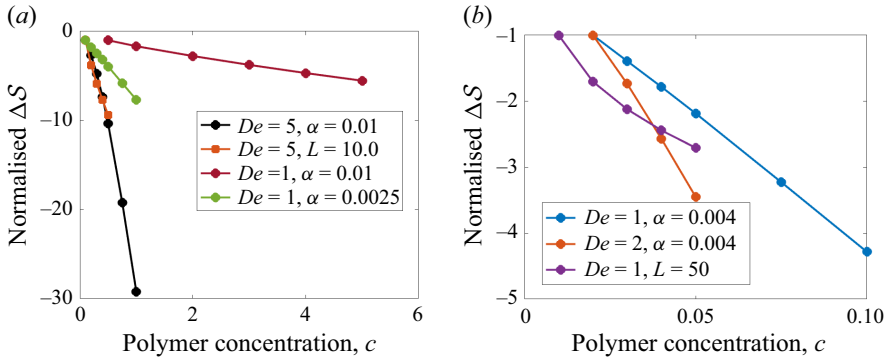 (a)
0
−10
−20
−30
Normalised ΔS
De = 5, α = 0.01
De = 5, L = 10.0
De =1, α = 0.01
De = 1, α = 0.0025
0 2 4 6
Polymer concentration, c
(b)
−1
−2
−3
−4
−5
Normalised ΔS
De = 1, α = 0.004
De = 2, α = 0.004
De = 1, L = 50
0 0.05 0.10
Polymer concentration, c